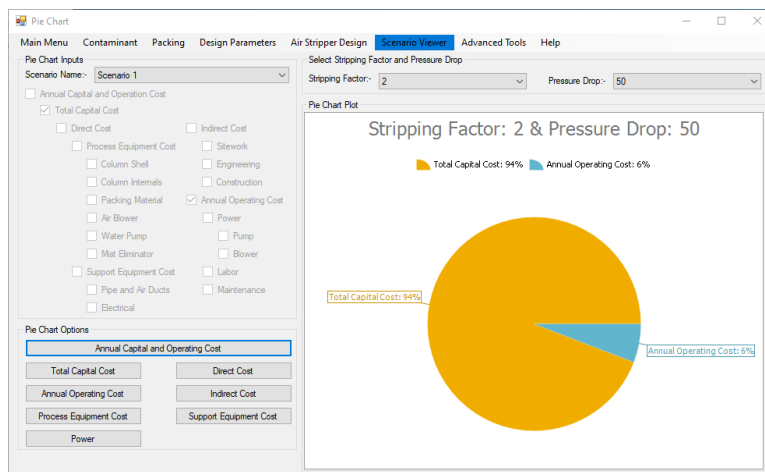 Pie Chart
Main Menu Contaminant Packing Design Parameters Air Stripper Design Scenario Viewer Advanced Tools Help
Pie Chart Inputs
Scenario Name:- Scenario 1
Annual Capital and Operation Cost
Total Capital Cost
Direct Cost Indirect Cost
Process Equipment Cost Sitework
Column Shell Engineering
Column Internals Construction
Packing Material Annual Operating Cost
Air Blower Power
Water Pump Pump
Mist Eliminator Blower
Support Equipment Cost Labor
Pipe and Air Ducts Maintenance
Electrical
Pie Chart Options
Annual Capital and Operating Cost
Total Capital Cost Direct Cost
Annual Operating Cost Indirect Cost
Process Equipment Cost Support Equipment Cost
Power
Select Stripping Factor and Pressure Drop
Stripping Factor:- 2 Pressure Drop:- 50
Pie Chart Plot
Stripping Factor: 2 & Pressure Drop: 50
Total Capital Cost: 94% Annual Operating Cost: 6%
Total Capital Cost: 94%
Annual Operating Cost: 6%